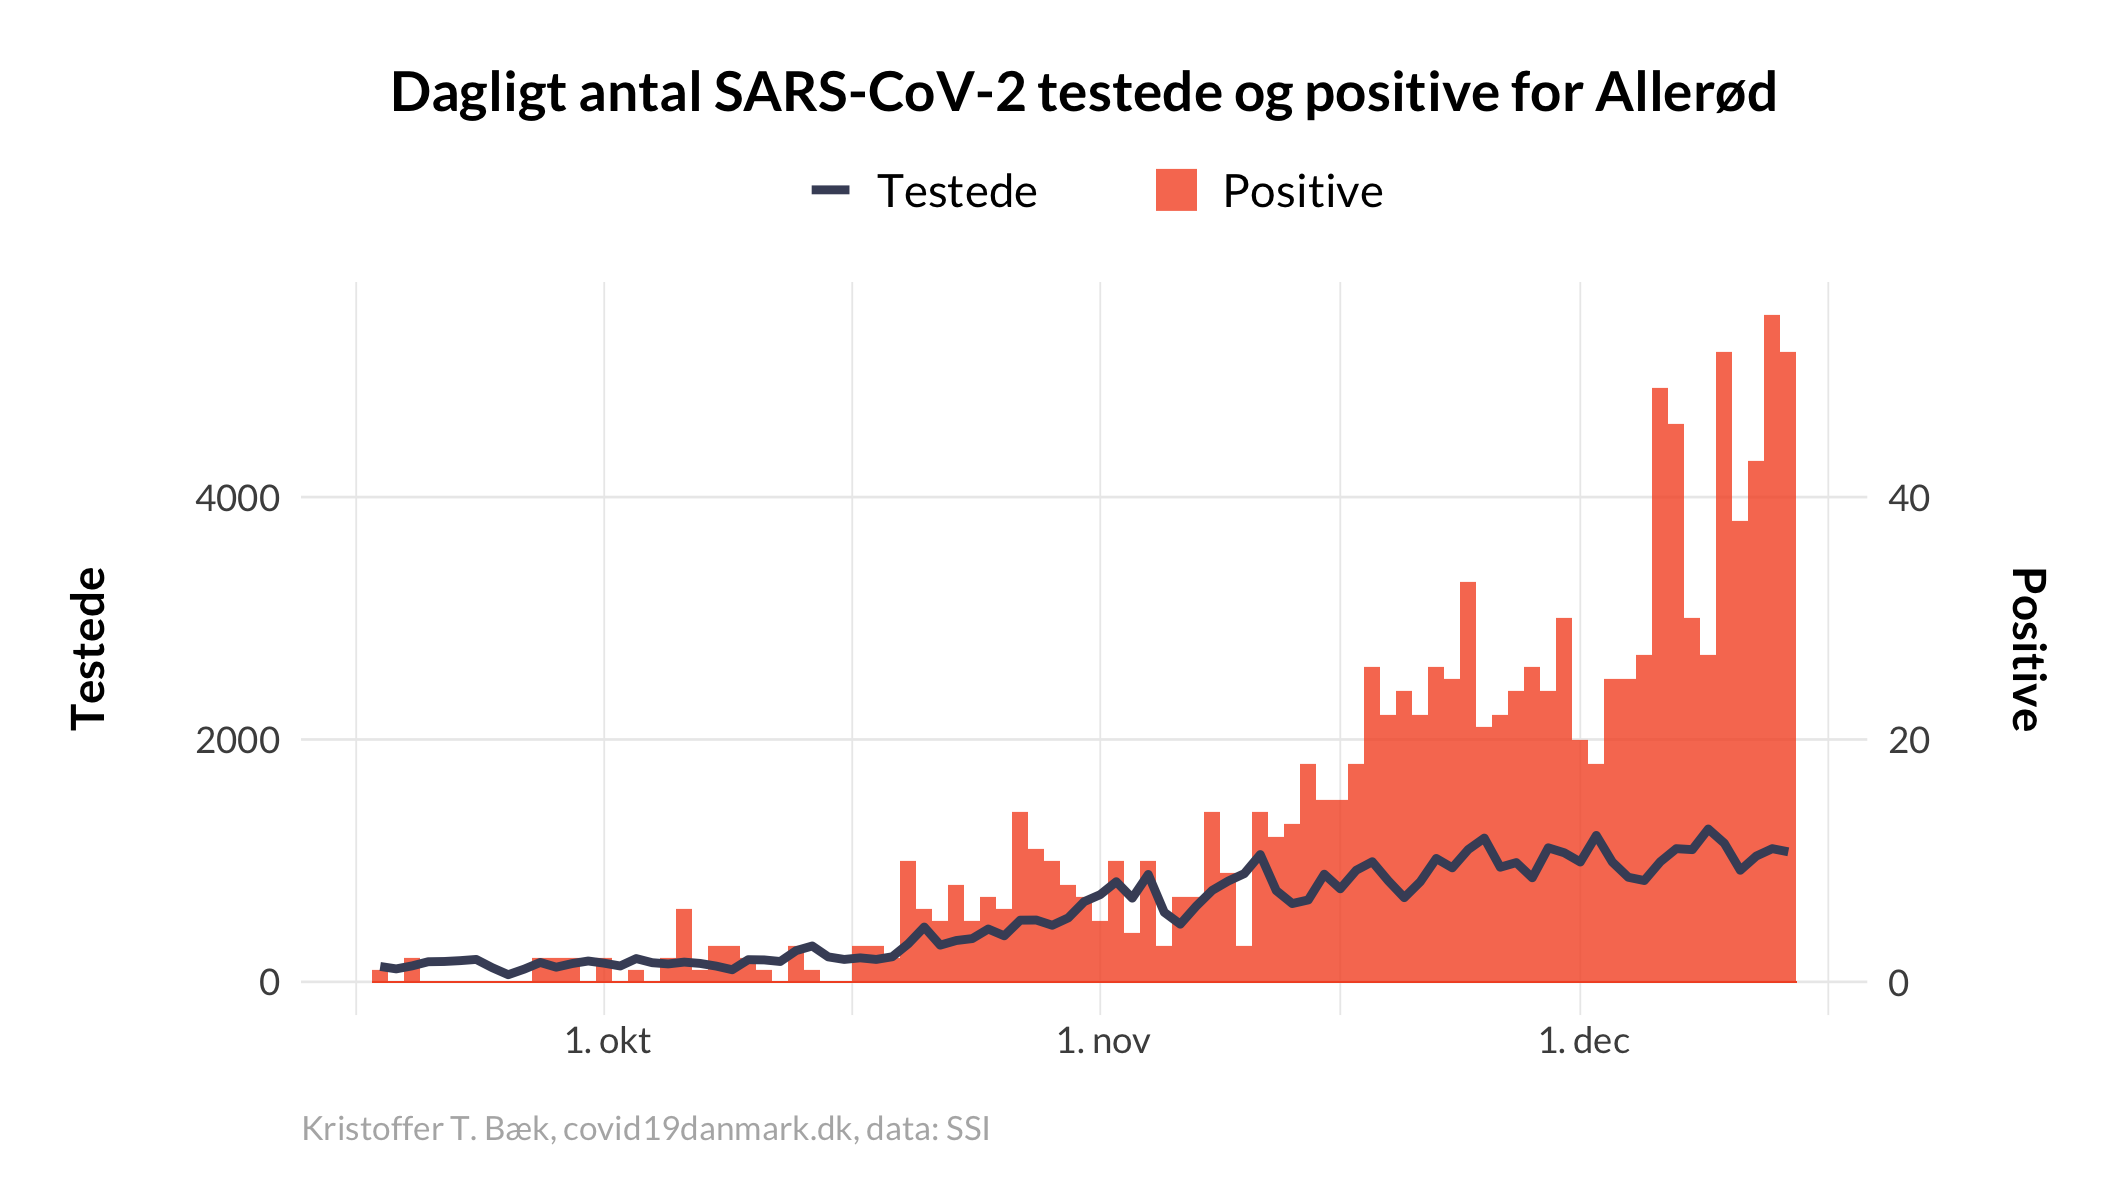 Dagligt antal SARS-CoV-2 testede og positive for Allerød
Testede
Positive
4000
2000
0
Testede
40
20
0
Positive
1. okt
1. nov
1. dec
Kristoffer T. Bæk, covid19danmark.dk, data: SSI